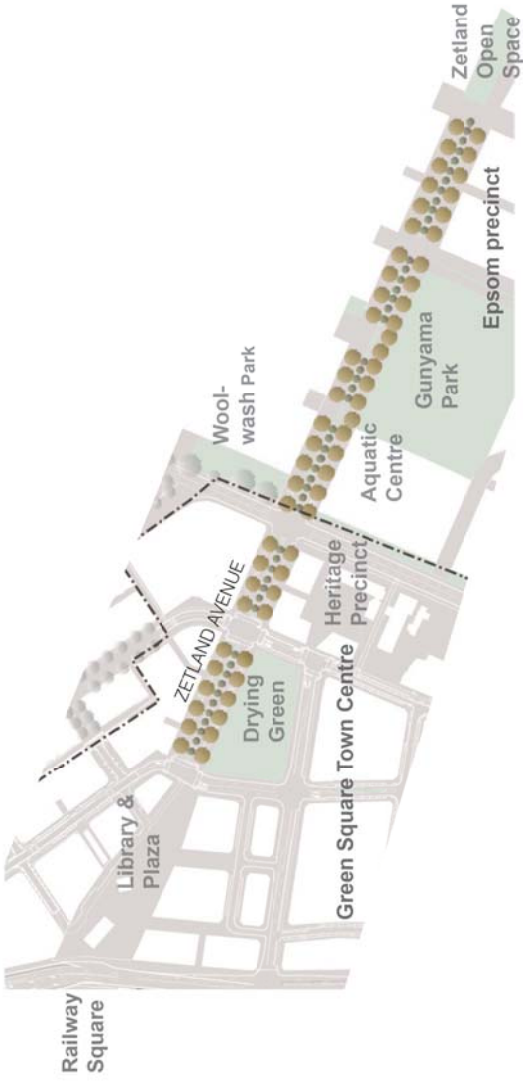 Railway
Square
Library &
Plaza
ZETLAND AVENUE
Drying
Green
Green Square Town Centre
Heritage
Precinct
Wool-
wash Park
Aquatic
Centre
Gunyama
Park
Epsom precinct
Zetland
Open
Space